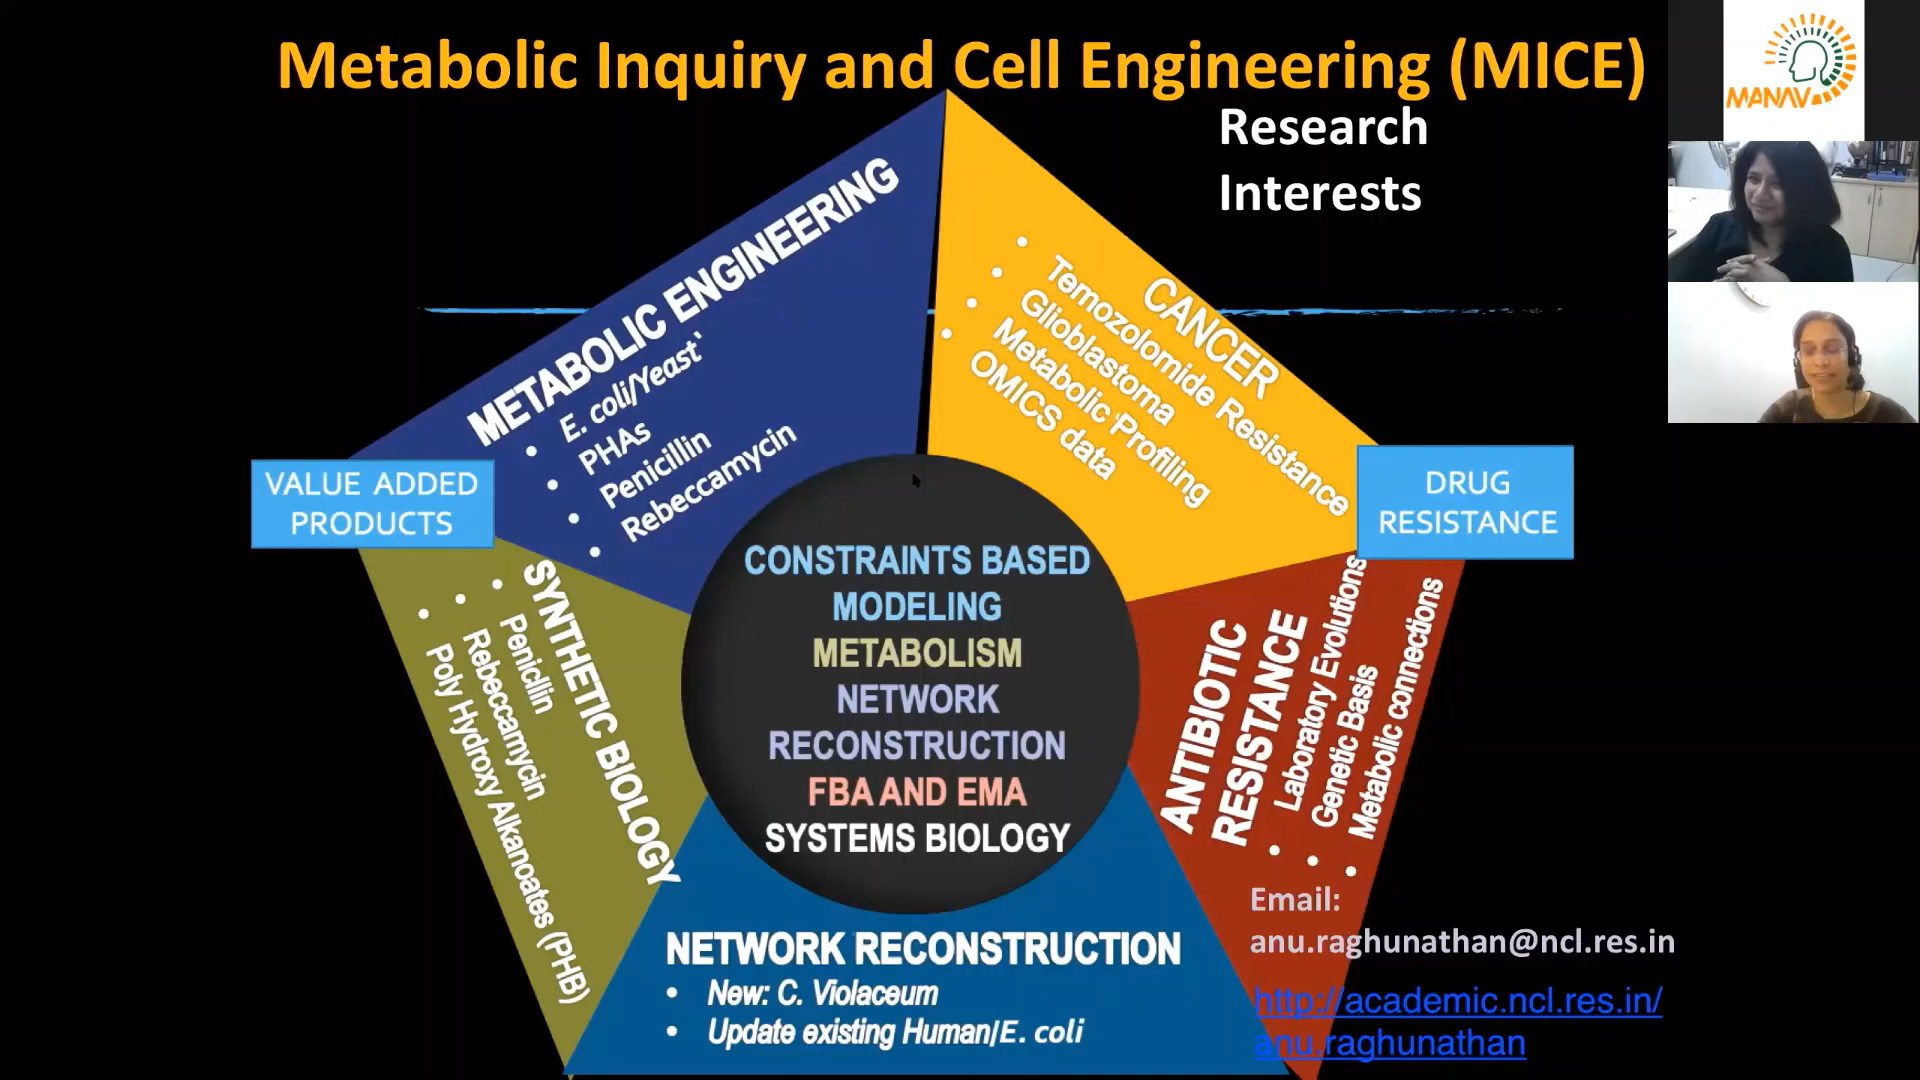 Metabolic Inquiry and Cell Engineering (MICE)
Research
Interests
MANAV
METABOLIC ENGINEERING
• E. coli/Yeast`
• PHAs
• Penicillin
• Rebeccamycin
CANCER
• Temozolomide Resistance
• Glioblastoma
• Metabolic Profiling
• OMICS data
VALUE ADDED
PRODUCTS
DRUG
RESISTANCE
SYNTHETIC BIOLOGY
• Penicllin
• Rebeccamycin
• Poly Hydroxy Alkanoates (PHB)
CONSTRAINTS BASED
MODELING
METABOLISM
NETWORK
RECONSTRUCTION
FBA AND EMA
SYSTEMS BIOLOGY
ANTIBIOTIC
RESISTANCE
• Laboratory Evolutions
• Genetic Basis
• Metabolic connections
NETWORK RECONSTRUCTION
• New: C. Violaceum
• Update existing Human/E. coli
Email:
anu.raghunathan@ncl.res.in
http://academic.ncl.res.in/
anu.raghunathan